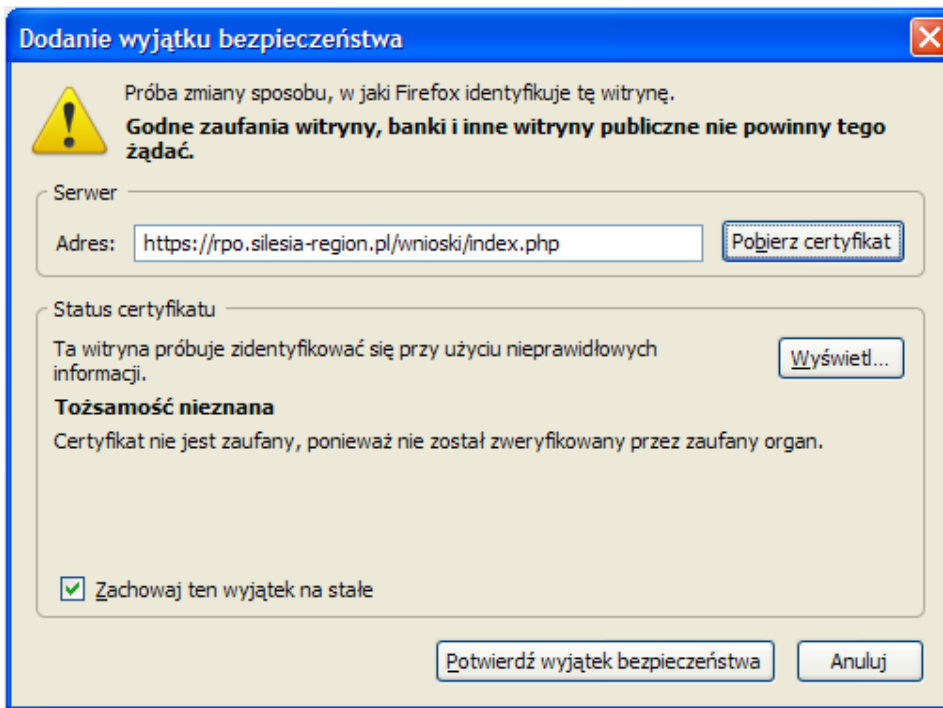 Dodanie wyjątku bezpieczeństwa
Próba zmiany sposobu, w jaki Firefox identyfikuje tę witrynę.
Godne zaufania witryny, banki i inne witryny publiczne nie powinny tego
żądać.
Serwer
Adres: https://rpo.silesia-region.pl/wnioski/index.php Pobierz certyfikat
Status certyfikatu
Ta witryna próbuje zidentyfikować się przy użyciu nieprawidłowych
informacji.
Wyświetl...
Tożsamość nieznana
Certyfikat nie jest zaufany, ponieważ nie został zweryfikowany przez zaufany organ.
Zachowaj ten wyjątek na stałe
Potwierdź wyjątek bezpieczeństwa Anuluj